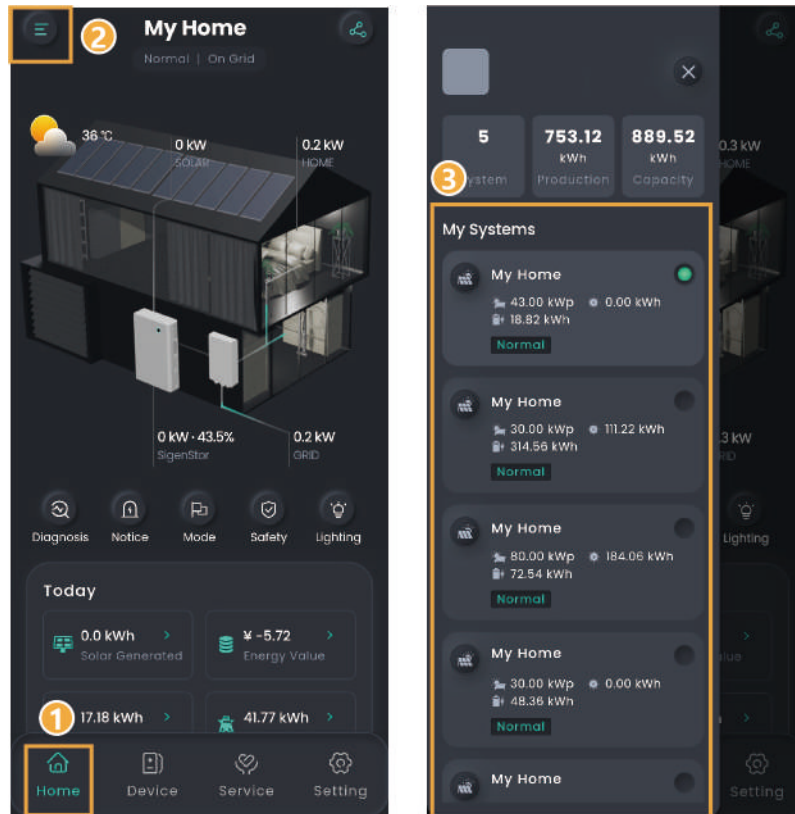 2
My Home
Normal | On Grid
36 ℃
0 kW
SOLAR
0.2 kW
HOME
0 kW · 43.5%
SigenStor
0.2 kW
GRID
Diagnosis
Notice
Mode
Safety
Lighting
Today
0.0 kWh >
Solar Generated
¥ -5.72 >
Energy Value
1
17.18 kWh >
41.77 kWh >
Home
Device
Service
Setting
5
753.12
kWh
Production
889.52
kWh
Capacity
0.3 kW
HOME
3
My Systems
My Home
43.00 kWp 0.00 kWh
18.82 kWh
Normal
My Home
30.00 kWp 111.22 kWh
314.56 kWh
Normal
My Home
80.00 kWp 184.06 kWh
72.54 kWh
Normal
My Home
30.00 kWp 0.00 kWh
48.36 kWh
Normal
My Home
Lighting
Setting